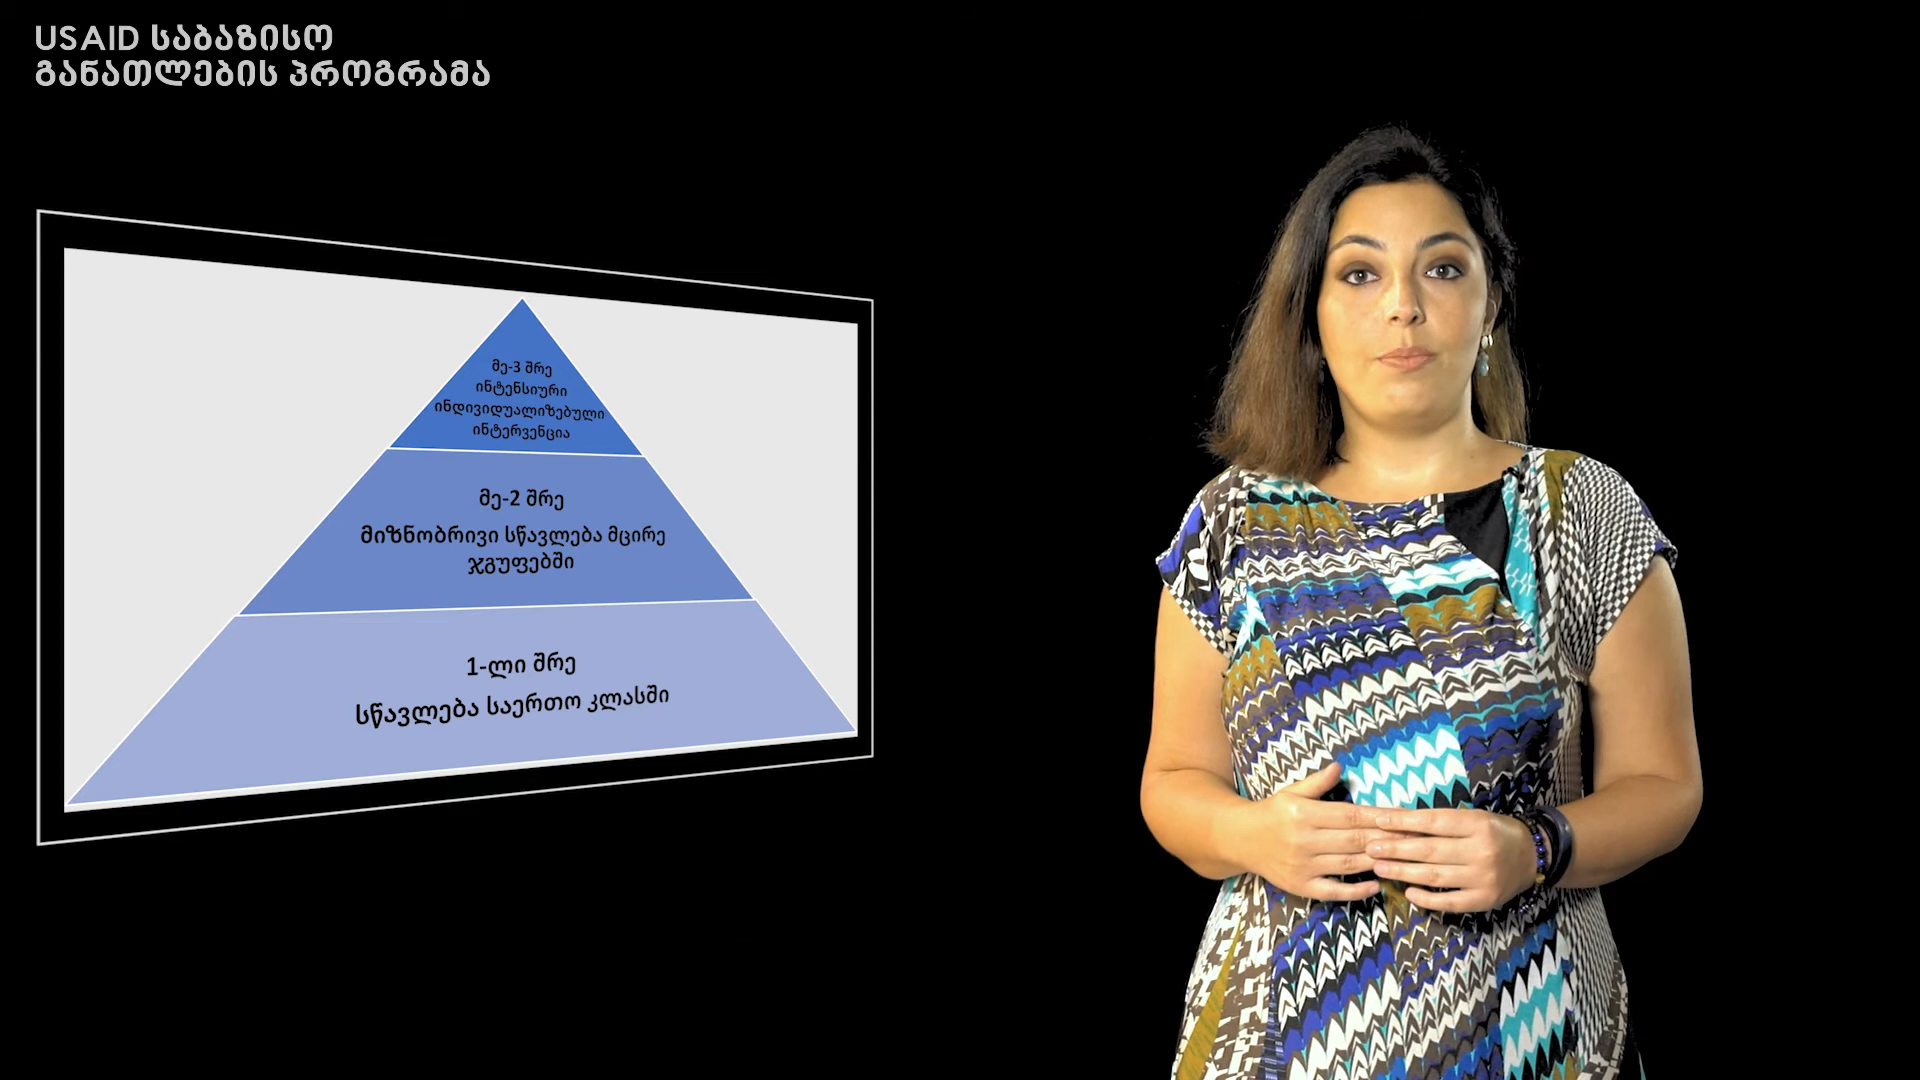 USAID საბაზისო
განათლების პროგრამა
მე-3 შრე
ინტენსიური
ინდივიდუალიზებული
ინტერვენცია
მე-2 შრე
მიზნობრივი სწავლება მცირე
ჯგუფებში
1-ლი შრე
სწავლება საერთო კლასში